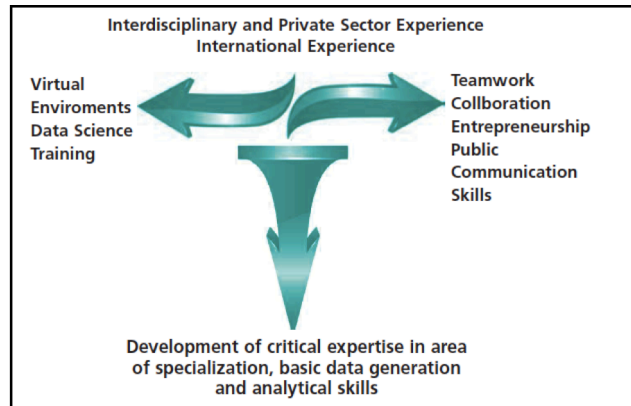 Interdisciplinary and Private Sector Experience
International Experience
Virtual
Enviroments
Data Science
Training
Teamwork
Collboration
Entrepreneurship
Public
Communication
Skills
Development of critical expertise in area
of specialization, basic data generation
and analytical skills